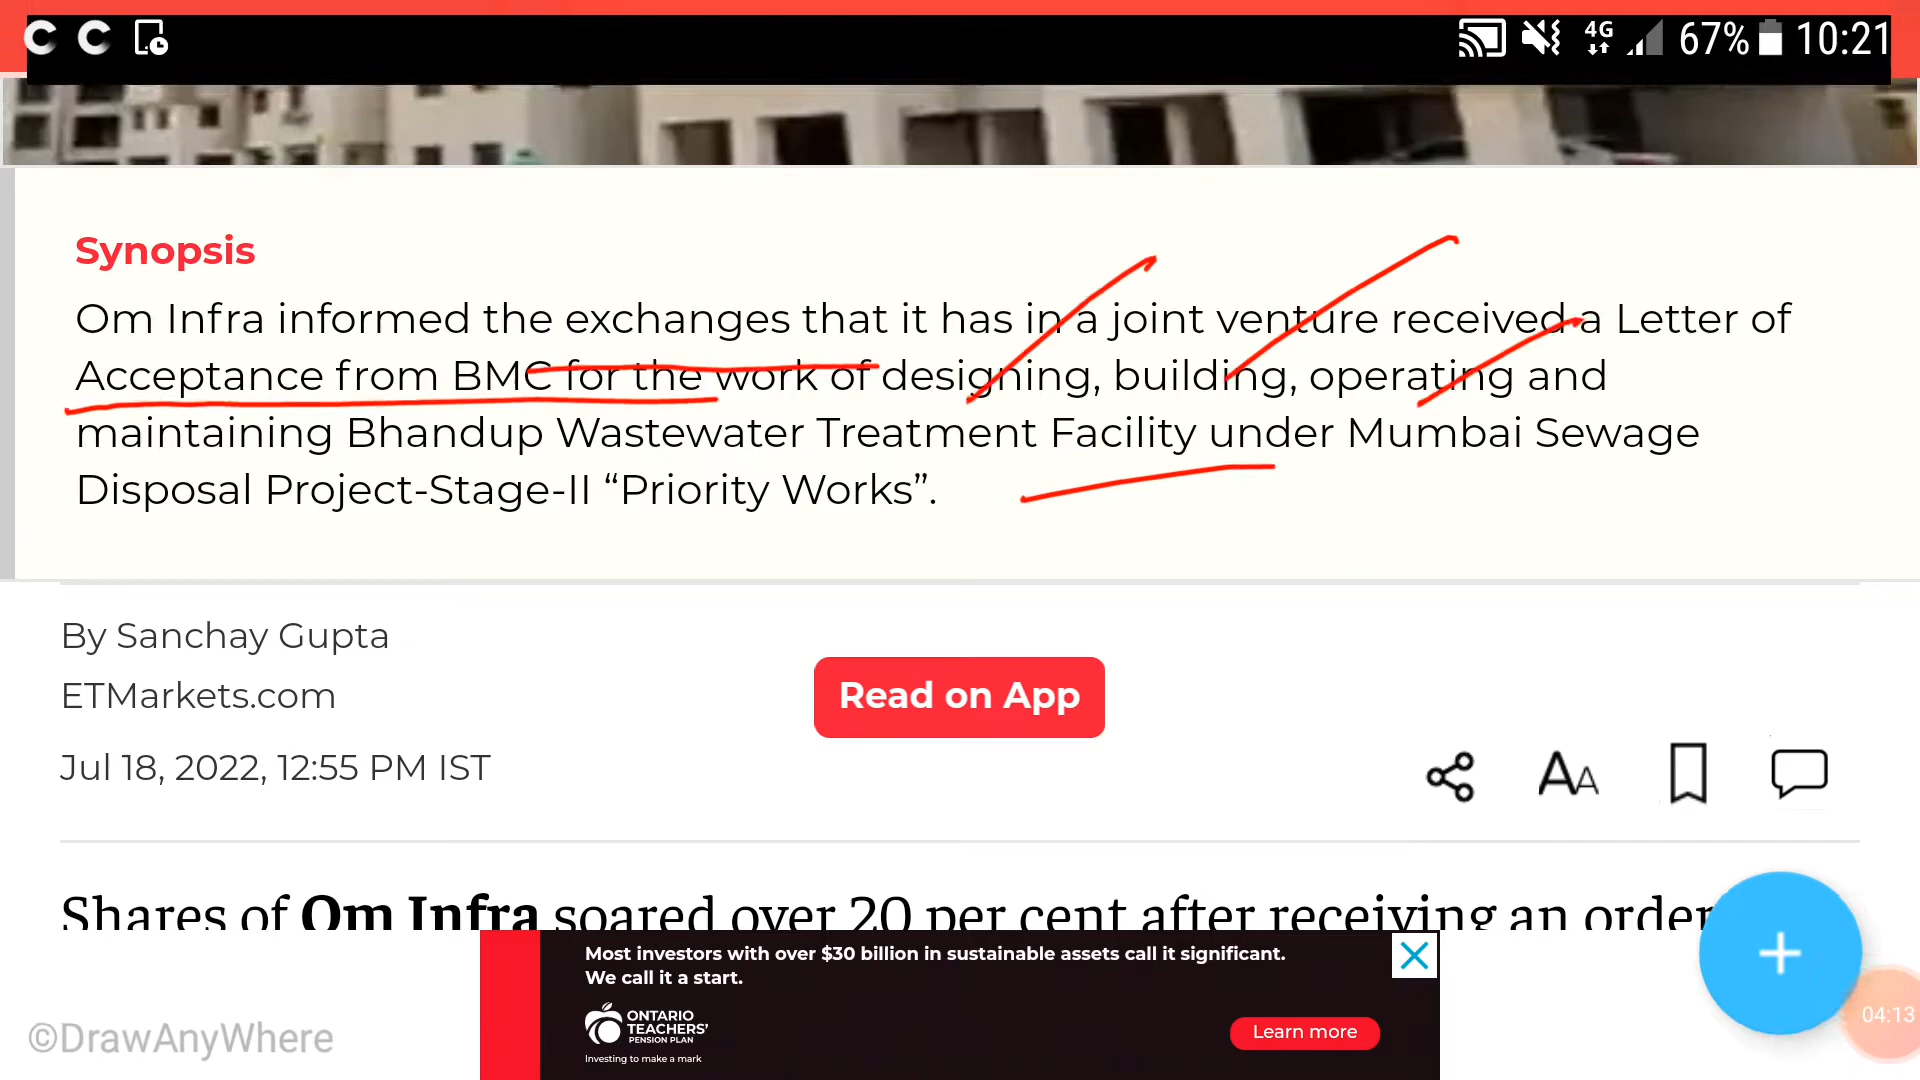 4G 67% 10:21
Synopsis
Om Infra informed the exchanges that it has in a joint venture received a Letter of
Acceptance from BMC for the work of designing, building, operating and
maintaining Bhandup Wastewater Treatment Facility under Mumbai Sewage
Disposal Project-Stage-II “Priority Works”.
By Sanchay Gupta
ETMarkets.com
Read on App
Jul 18, 2022, 12:55 PM IST
AA
Shares of Om Infra soared over 20 per cent after receiving an order
Most investors with over $30 billion in sustainable assets call it significant.
We call it a start.
ONTARIO
TEACHERS’
PENSION PLAN
Investing to make a mark
Learn more
04:13
©DrawAnyWhere